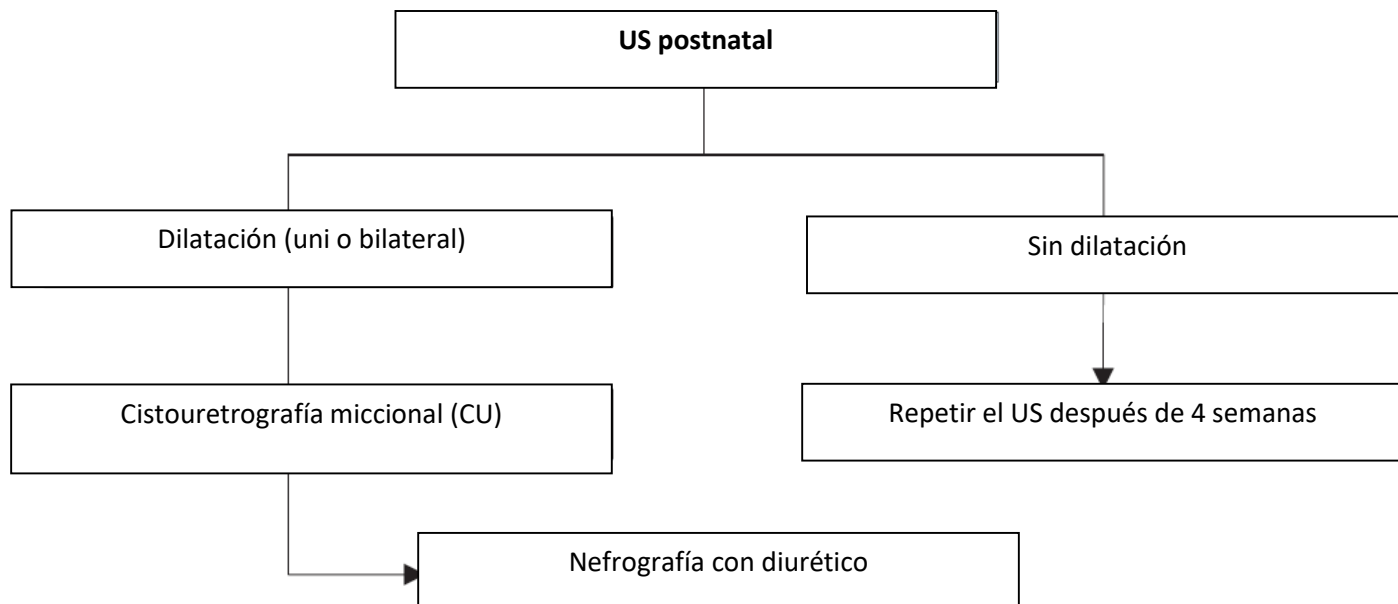 US postnatal
Dilatación (uni o bilateral)
Sin dilatación
Cistouretrografía miccional (CU)
Repetir el US después de 4 semanas
Nefrografía con diurético